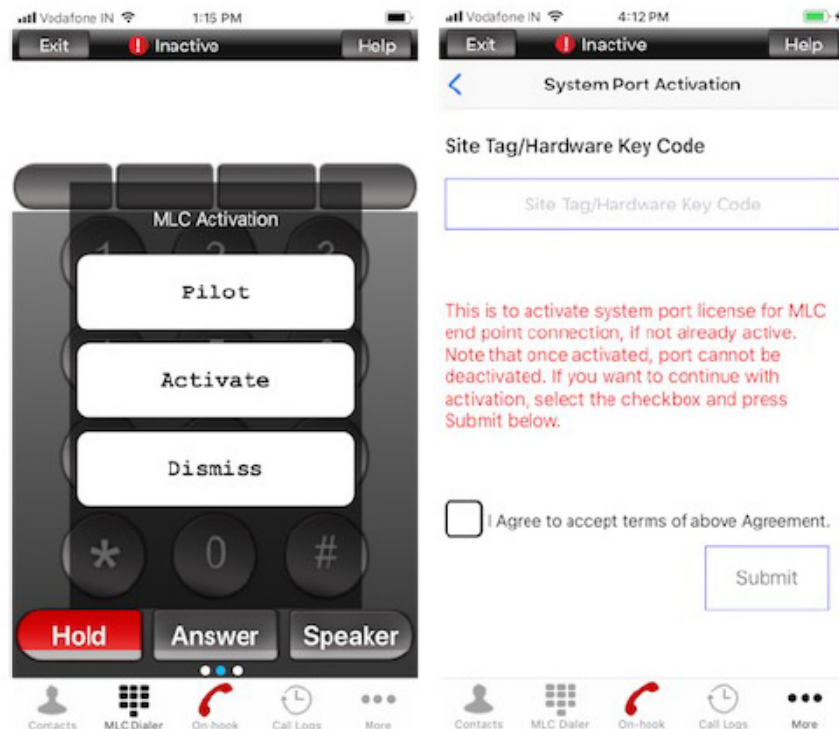 Vodafone IN 1:15 PM
Exit Inactive Help
MLC Activation
1 2 3
Pilot
Activate
Dismiss
* 0 #
Hold Answer Speaker
Contacts MLC Dialer On-hook Call Logs More
Vodafone IN 4:12 PM
Exit Inactive Help
System Port Activation
Site Tag/Hardware Key Code
Site Tag/Hardware Key Code
This is to activate system port license for MLC
end point connection, if not already active.
Note that once activated, port cannot be
deactivated. If you want to continue with
activation, select the checkbox and press
Submit below.
I Agree to accept terms of above Agreement.
Submit
Contacts MLC Dialer On-hook Call Logs More